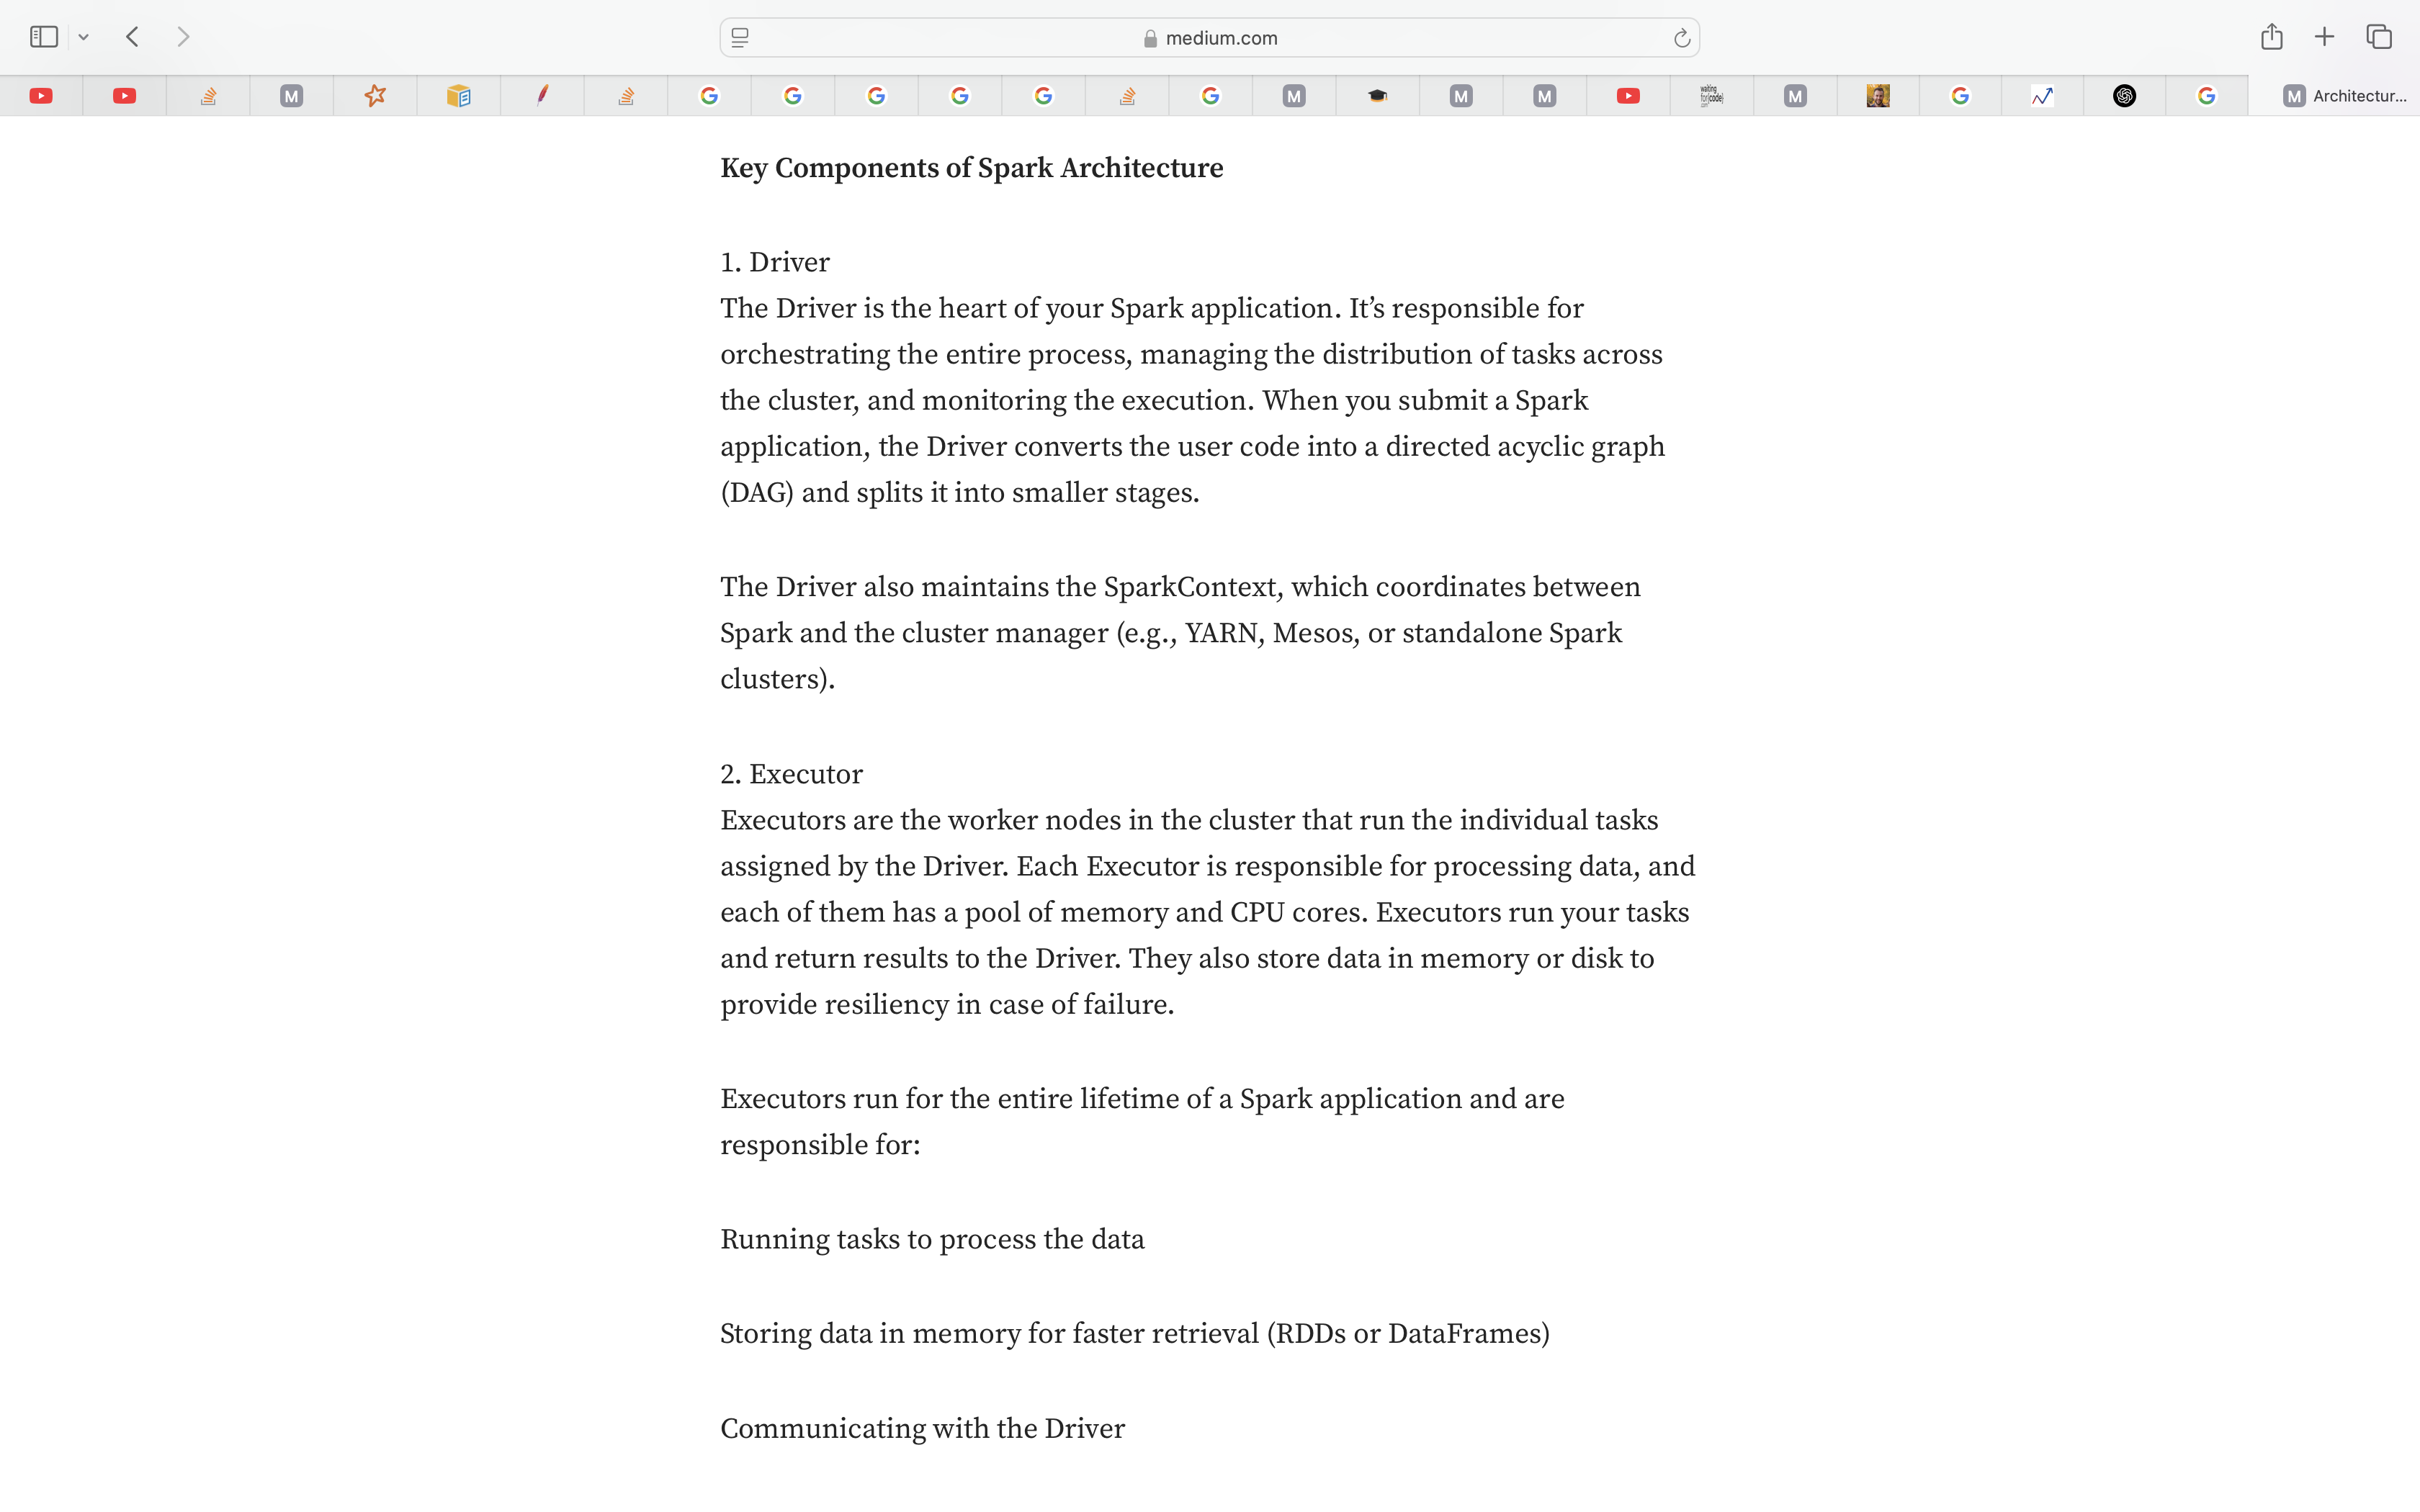 medium.com
M
M
M
M
waiting
for[code]
M
M Architectur...
Key Components of Spark Architecture
1. Driver
The Driver is the heart of your Spark application. It’s responsible for
orchestrating the entire process, managing the distribution of tasks across
the cluster, and monitoring the execution. When you submit a Spark
application, the Driver converts the user code into a directed acyclic graph
(DAG) and splits it into smaller stages.
The Driver also maintains the SparkContext, which coordinates between
Spark and the cluster manager (e.g., YARN, Mesos, or standalone Spark
clusters).
2. Executor
Executors are the worker nodes in the cluster that run the individual tasks
assigned by the Driver. Each Executor is responsible for processing data, and
each of them has a pool of memory and CPU cores. Executors run your tasks
and return results to the Driver. They also store data in memory or disk to
provide resiliency in case of failure.
Executors run for the entire lifetime of a Spark application and are
responsible for:
Running tasks to process the data
Storing data in memory for faster retrieval (RDDs or DataFrames)
Communicating with the Driver